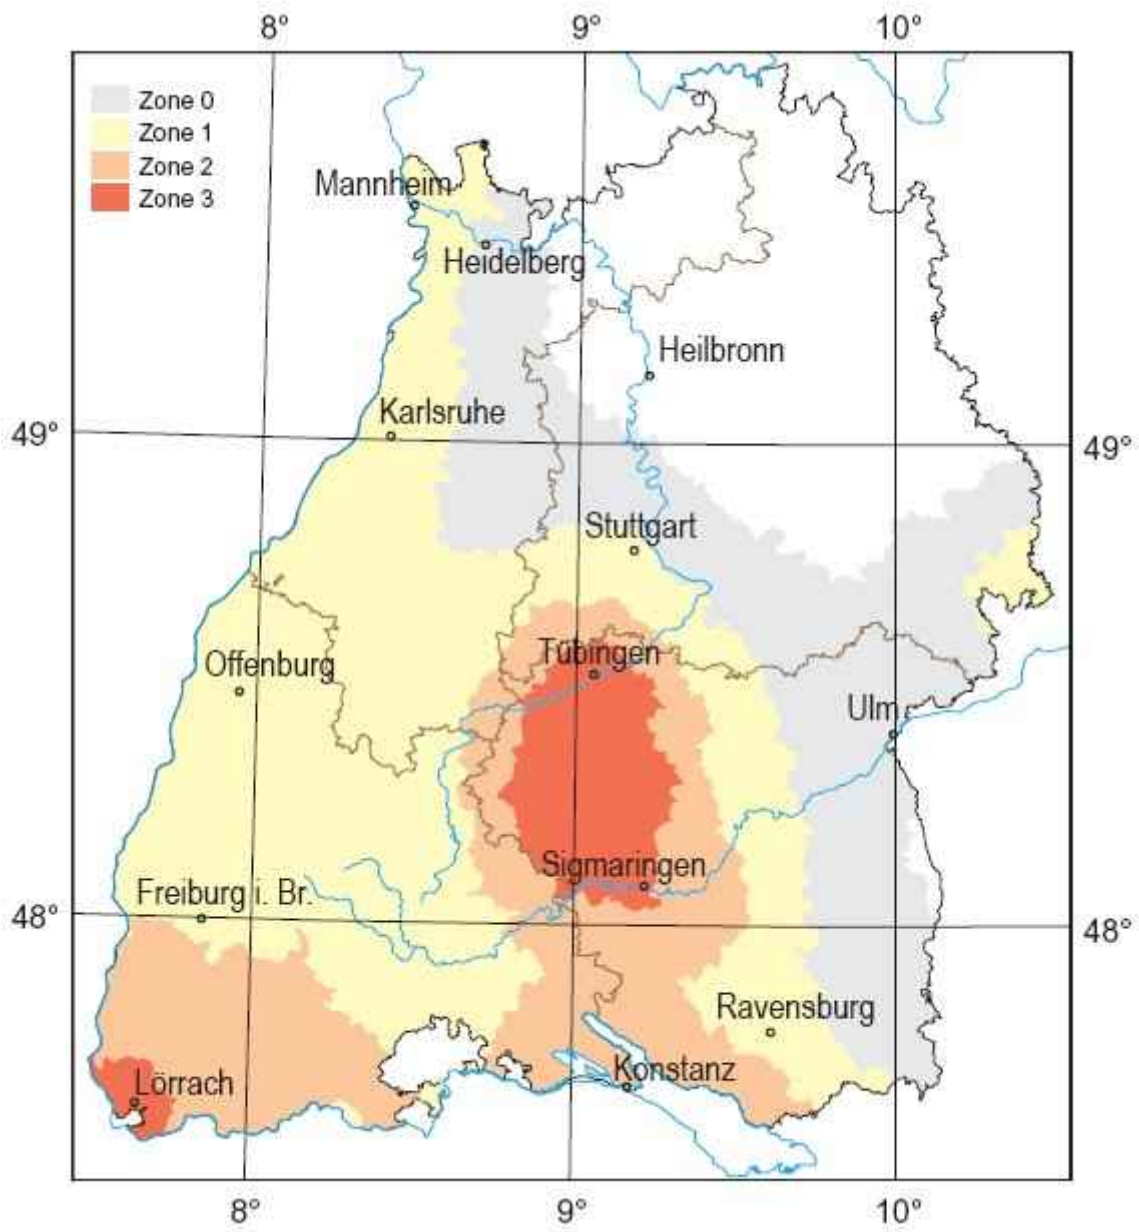 8° 9° 10°
Zone 0
Zone 1
Zone 2
Zone 3
Mannheim
Heidelberg
Heilbronn
Karlsruhe
49° 49°
Stuttgart
Tübingen
Offenburg
Ulm
Sigmaringen
Freiburg i. Br.
48° 48°
Ravensburg
Konstanz
Lörrach
8° 9° 10°